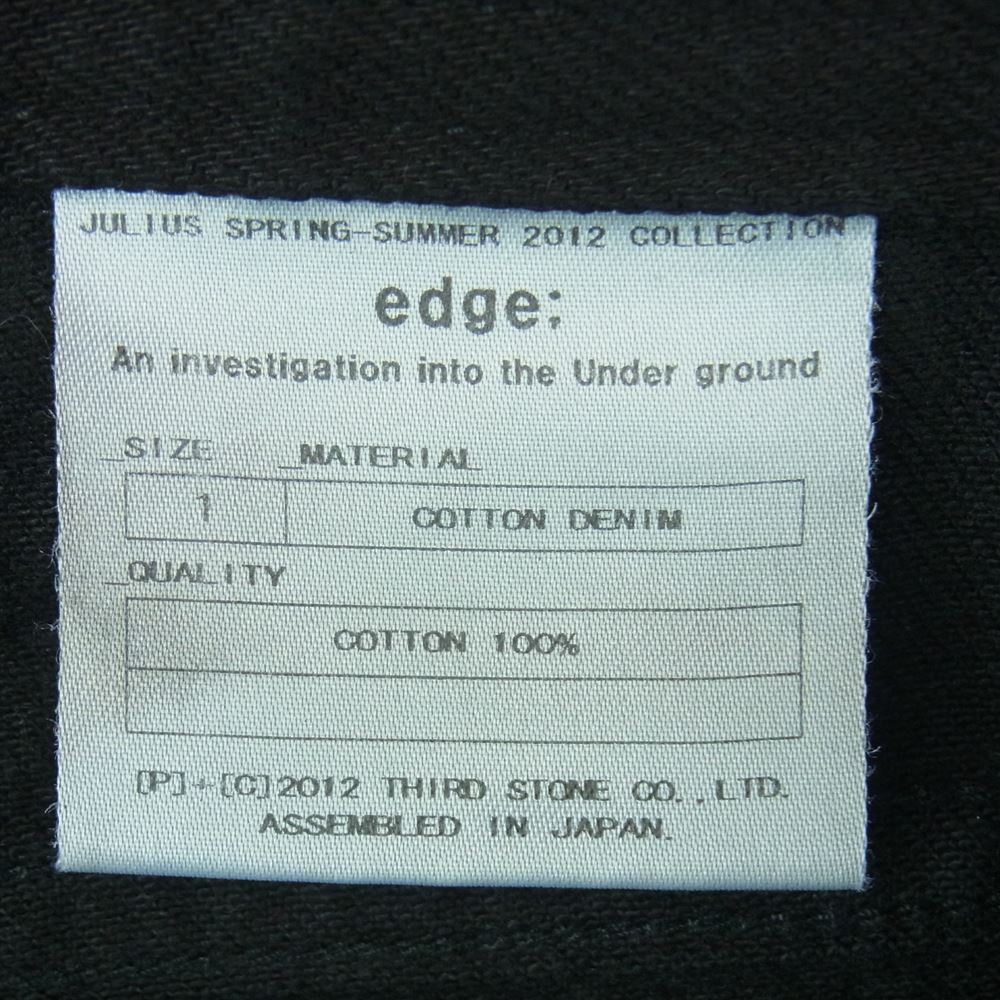 JULIUS SPRING-SUMMER 2012 COLLECTION
edge;
An investigation into the Under ground
_SIZE _MATERIAL
1 COTTON DENIM
_QUALITY
COTTON 100%
[P]+[C]2012 THIRD STONE CO.,LTD.
ASSEMBLED IN JAPAN.